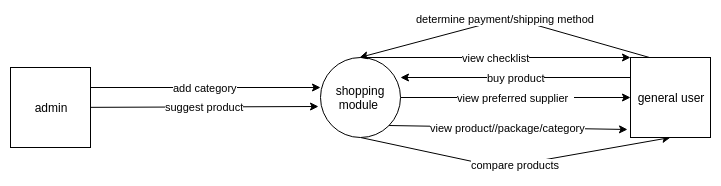 determine payment/shipping method
view checklist
add category
shopping
module
buy product
admin
suggest product
view preferred supplier
general user
view product//package/category
compare products